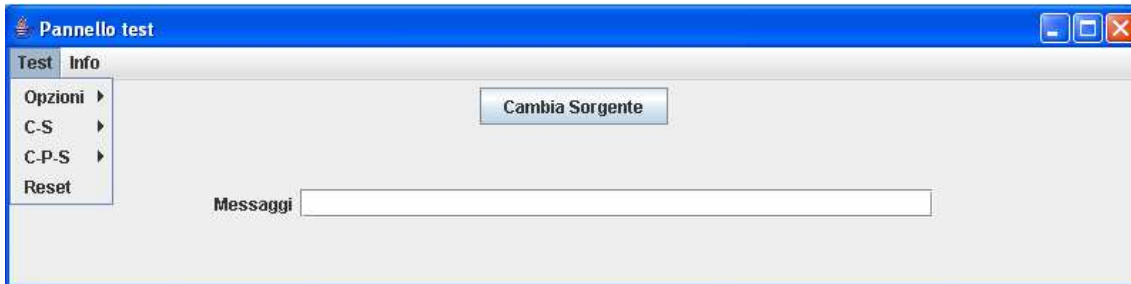 Pannello test
Test Info
Opzioni
Cambia Sorgente
C-S
C-P-S
Reset
Messaggi